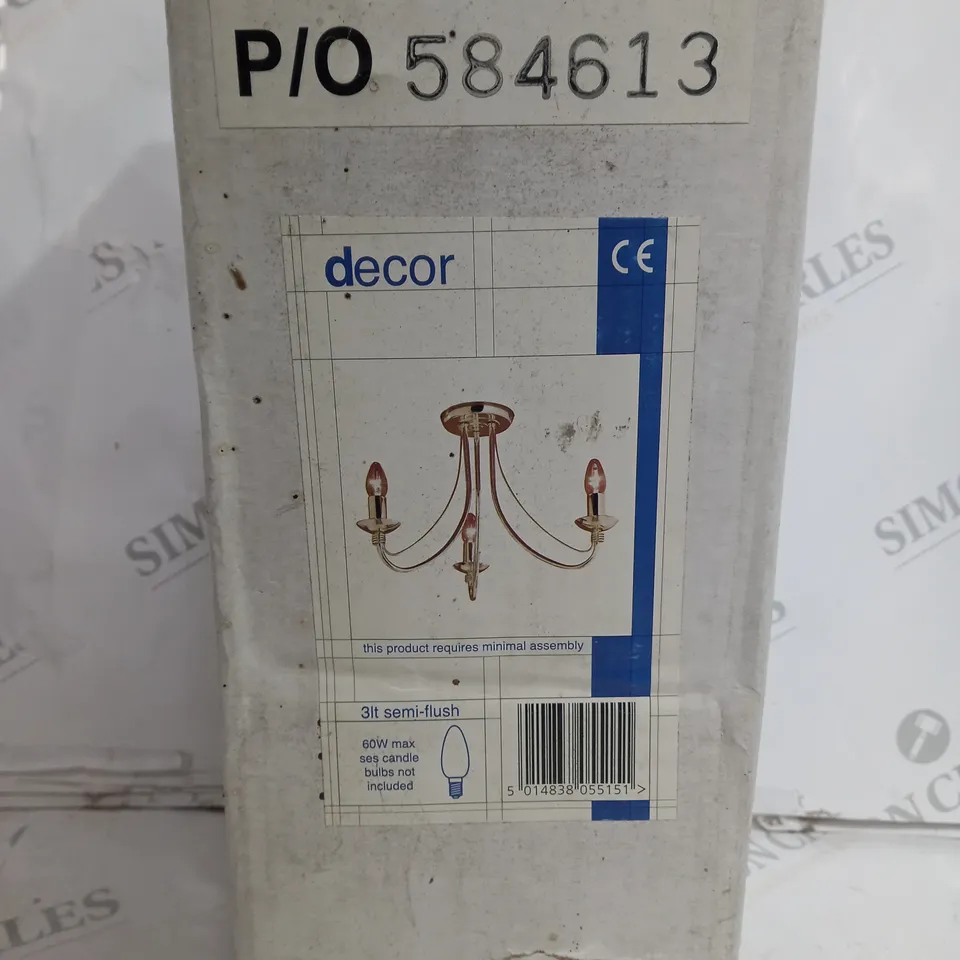 P/O 584613
decor
CE
this product requires minimal assembly
3lt semi-flush
60W max
ses candle
bulbs not
included
5 014838 055151 >